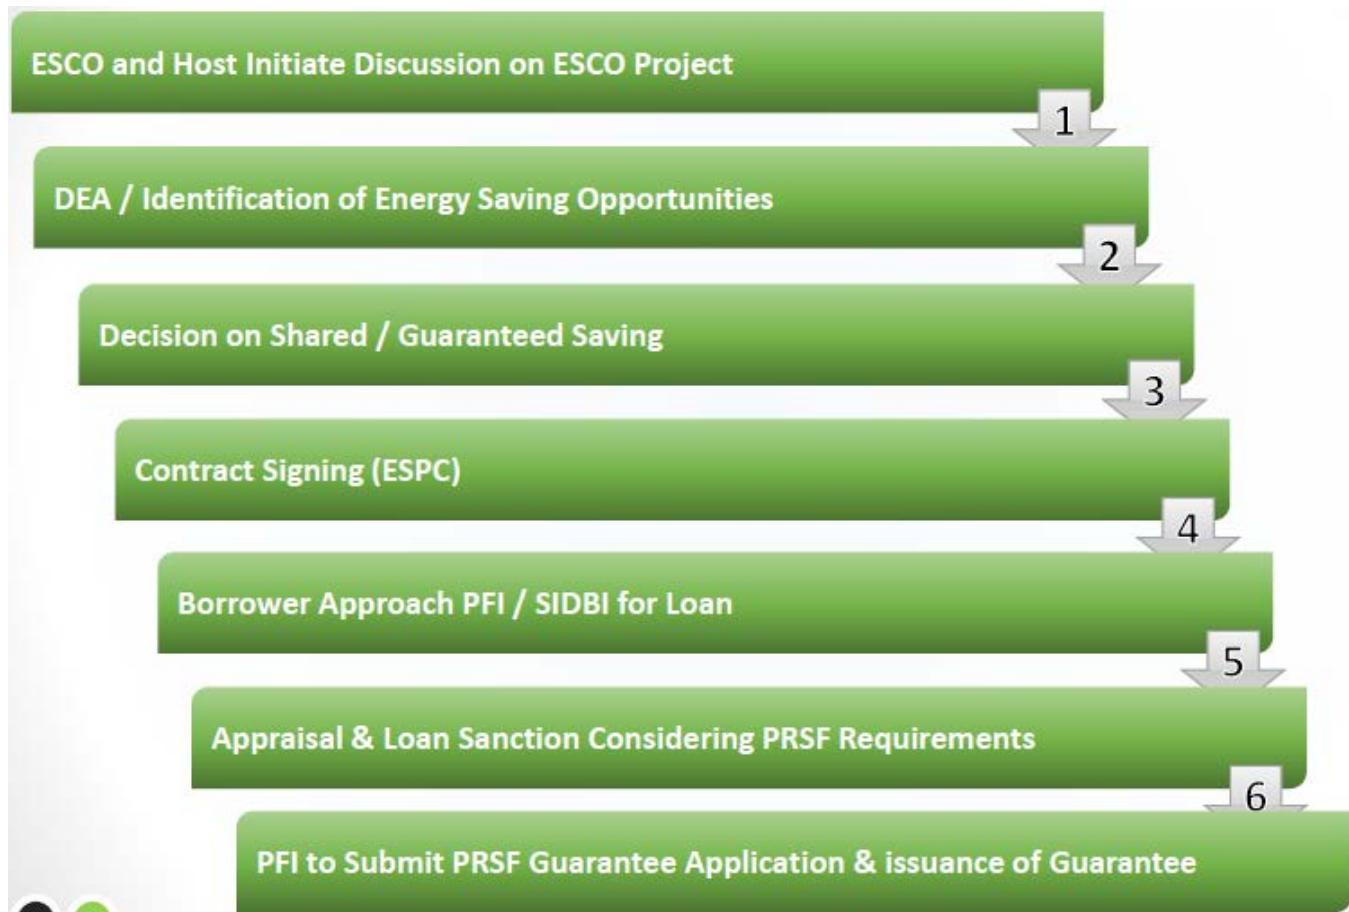 ESCO and Host Initiate Discussion on ESCO Project
1
DEA / Identification of Energy Saving Opportunities
2
Decision on Shared / Guaranteed Saving
3
Contract Signing (ESPC)
4
Borrower Approach PFI / SIDBI for Loan
5
Appraisal & Loan Sanction Considering PRSF Requirements
6
PFI to Submit PRSF Guarantee Application & issuance of Guarantee